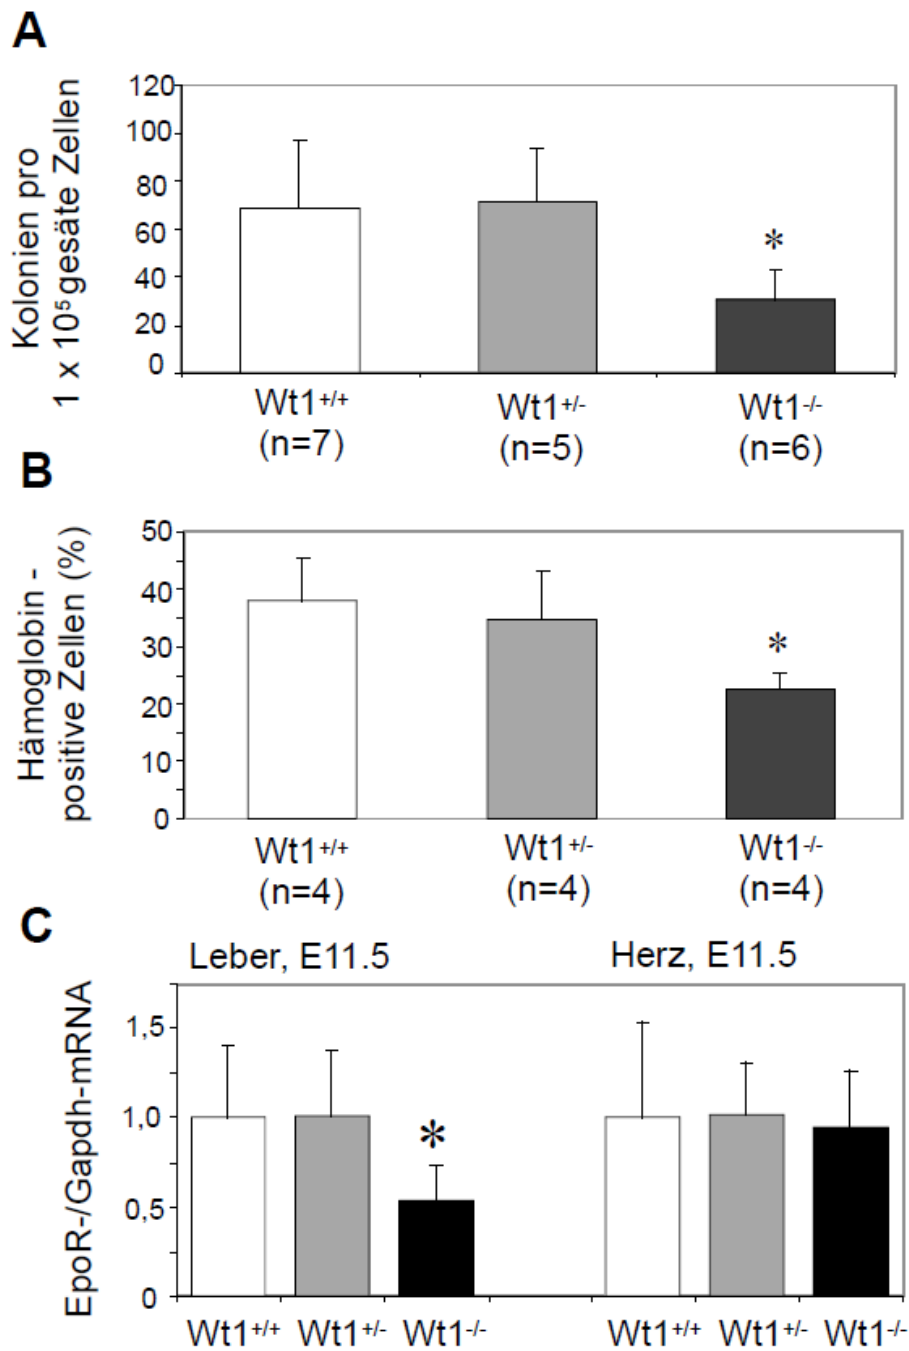 A
Kolonien pro
1 x 10⁵ gesäte Zellen
120
100
80
60
40
20
0
*
Wt1+/+
(n=7)
Wt1+/-
(n=5)
Wt1-/-
(n=6)
B
Hämoglobin -
positive Zellen (%)
50
40
30
20
10
0
*
Wt1+/+
(n=4)
Wt1+/-
(n=4)
Wt1-/-
(n=4)
C
Leber, E11.5
Herz, E11.5
EpoR-/Gapdh-mRNA
1,5
1,0
0,5
0
*
Wt1+/+
Wt1+/-
Wt1-/-
Wt1+/+
Wt1+/-
Wt1-/-